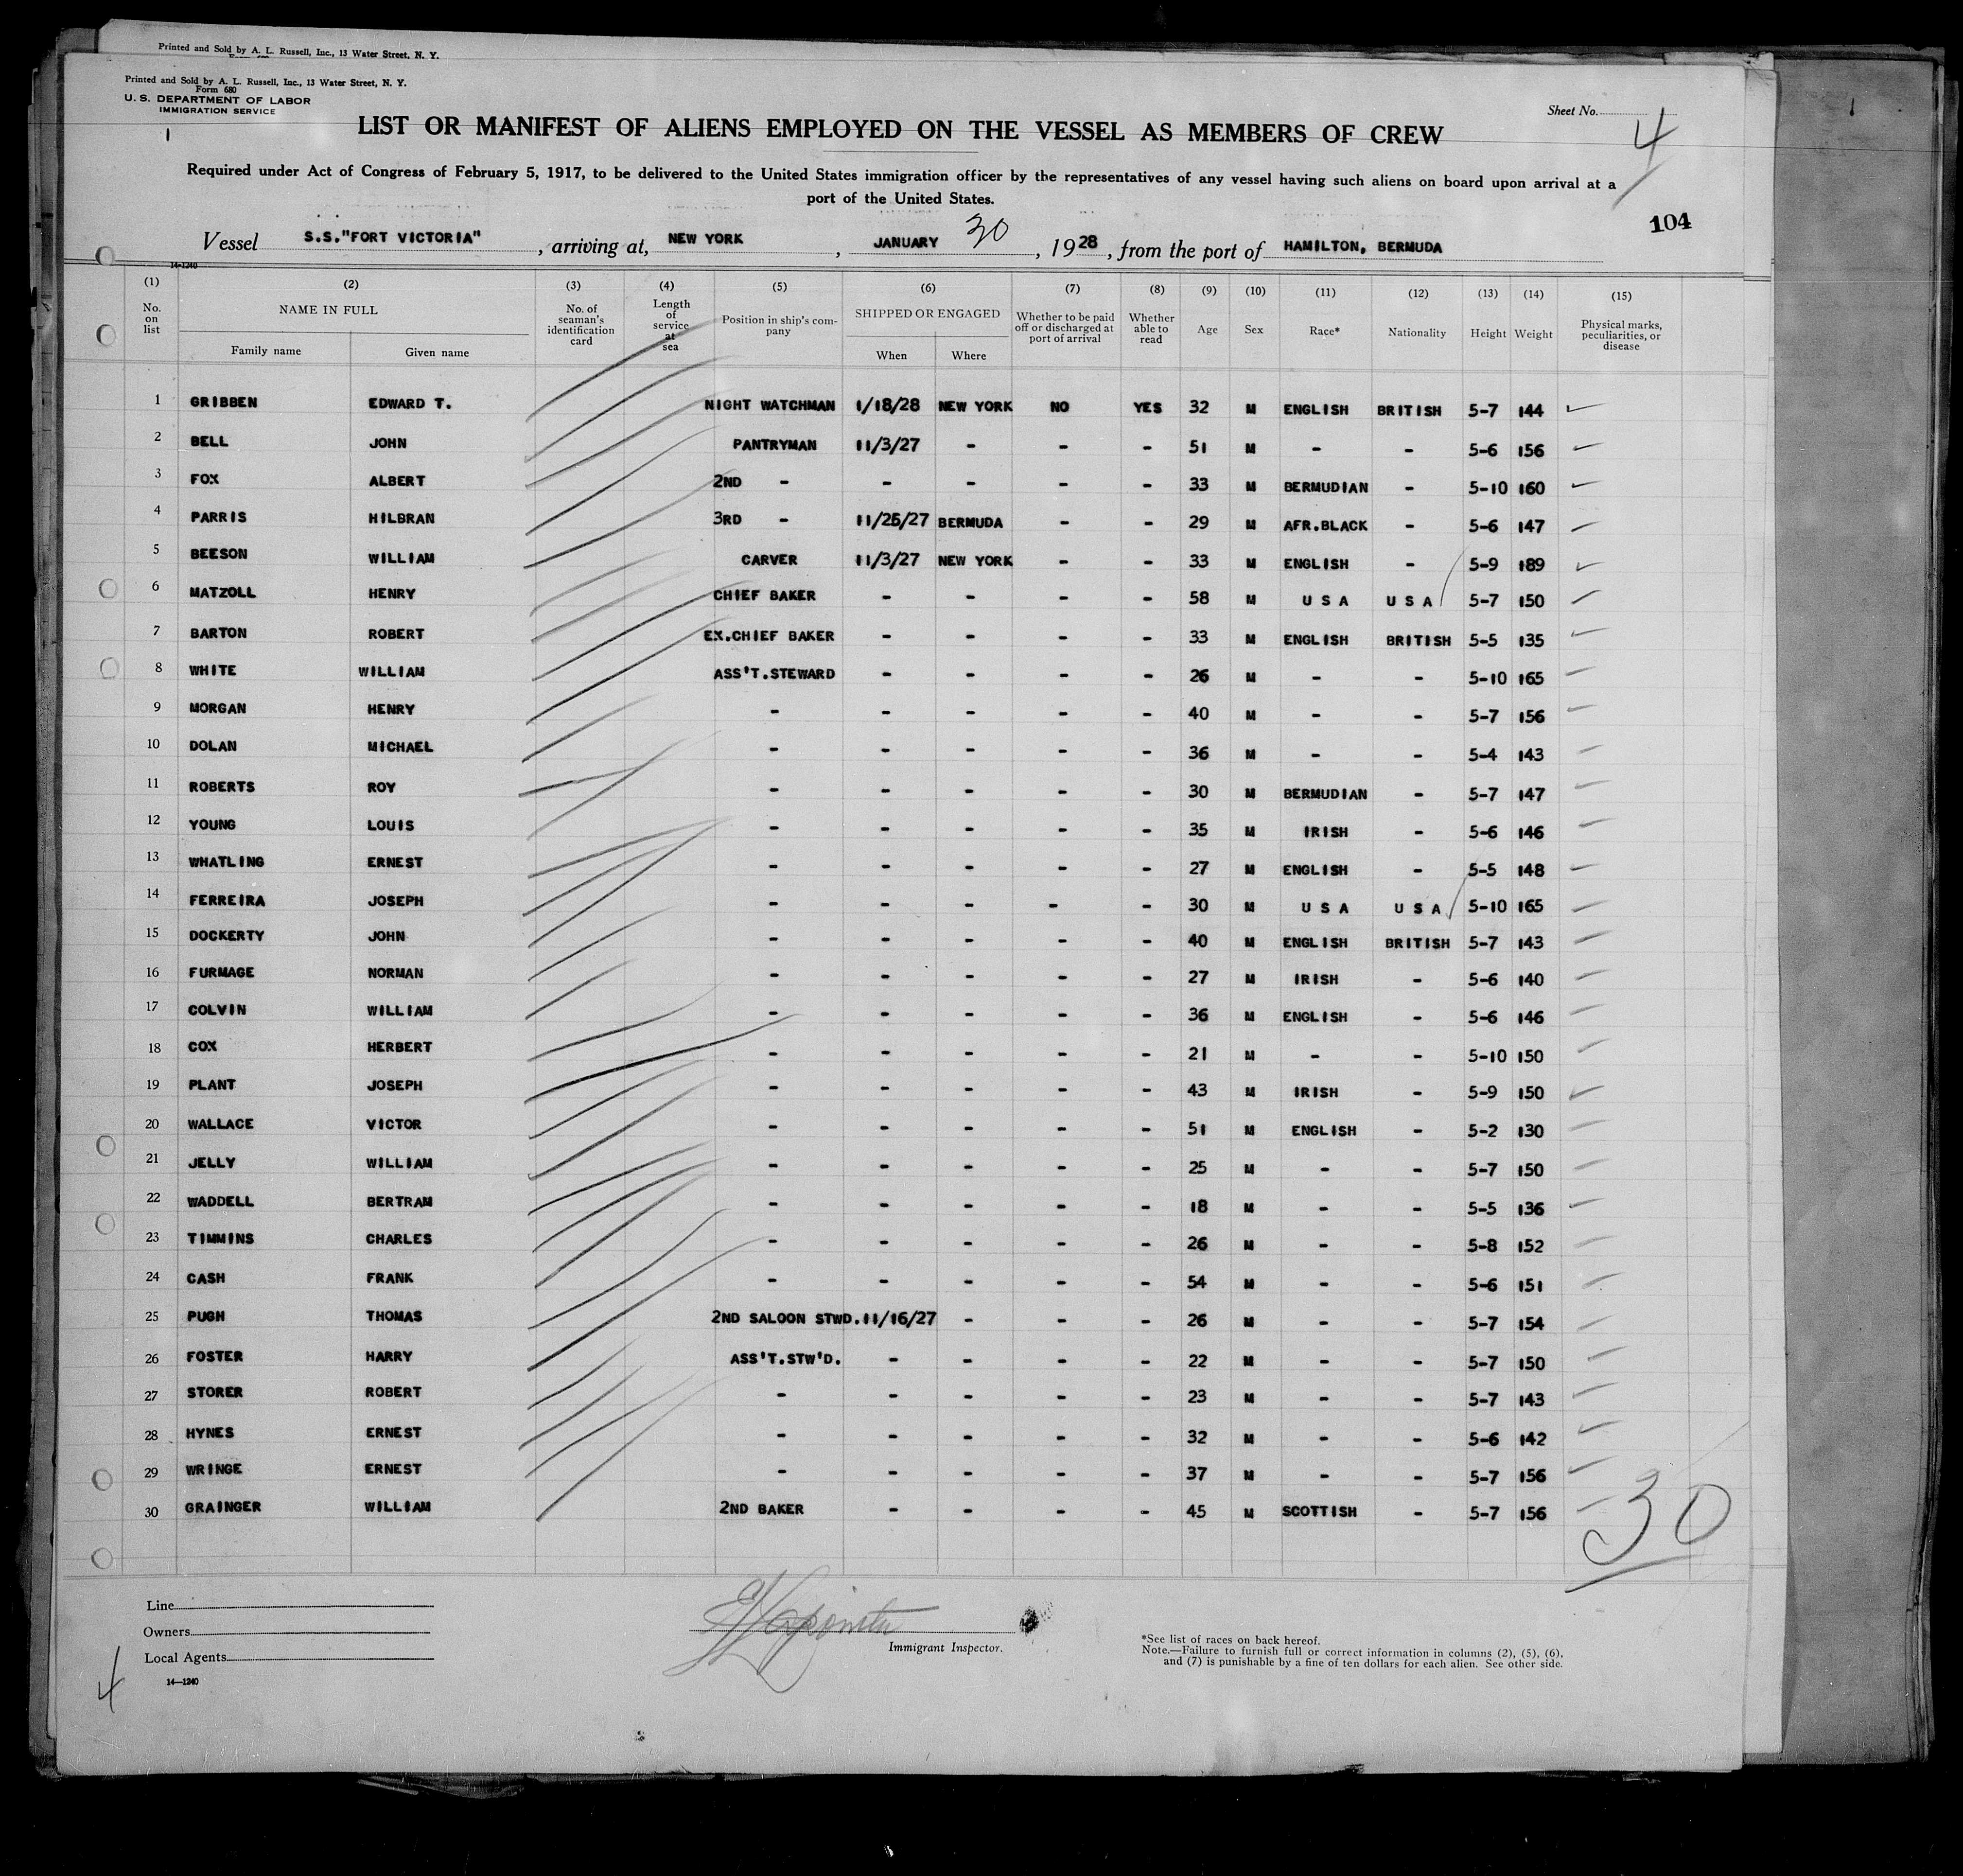 Printed and Sold by A. L. Russell, Inc., 13 Water Street, N. Y.
Printed and Sold by A. L. Russell, Inc., 13 Water Street, N. Y.
Form 680
U. S. DEPARTMENT OF LABOR
IMMIGRATION SERVICE
1
Sheet No. 4
LIST OR MANIFEST OF ALIENS EMPLOYED ON THE VESSEL AS MEMBERS OF CREW
Required under Act of Congress of February 5, 1917, to be delivered to the United States immigration officer by the representatives of any vessel having such aliens on board upon arrival at a
port of the United States.
104
Vessel S.S."FORT VICTORIA", arriving at, NEW YORK, JANUARY 30, 1928, from the port of HAMILTON, BERMUDA
14-1240
(1) (2) (3) (4) (5) (6) (7) (8) (9) (10) (11) (12) (13) (14) (15)
No. on list NAME IN FULL Family name Given name No. of seaman's identification card Length of service at sea Position in ship's company SHIPPED OR ENGAGED When Where Whether to be paid off or discharged at port of arrival Whether able to read Age Sex Race* Nationality Height Weight Physical marks, peculiarities, or disease
1 GRIBBEN EDWARD T. NIGHT WATCHMAN 1/18/28 NEW YORK NO YES 32 M ENGLISH BRITISH 5-7 144
2 BELL JOHN PANTRYMAN 11/3/27 - - - 51 M - - 5-6 156
3 FOX ALBERT 2ND - - - - - 33 M BERMUDIAN - 5-10 160
4 PARRIS HILBRAN 3RD - 11/25/27 BERMUDA - - 29 M AFR.BLACK - 5-6 147
5 BEESON WILLIAM CARVER 11/3/27 NEW YORK - - 33 M ENGLISH - 5-9 189
6 MATZOLL HENRY CHIEF BAKER - - - - 58 M U S A U S A 5-7 150
7 BARTON ROBERT EX.CHIEF BAKER - - - - 33 M ENGLISH BRITISH 5-5 135
8 WHITE WILLIAM ASS'T.STEWARD - - - - 26 M - - 5-10 165
9 MORGAN HENRY - - - - - 40 M - - 5-7 156
10 DOLAN MICHAEL - - - - - 36 M - - 5-4 143
11 ROBERTS ROY - - - - - 30 M BERMUDIAN - 5-7 147
12 YOUNG LOUIS - - - - - 35 M IRISH - 5-6 146
13 WHATLING ERNEST - - - - - 27 M ENGLISH - 5-5 148
14 FERREIRA JOSEPH - - - - - 30 M U S A U S A 5-10 165
15 DOCKERTY JOHN - - - - - 40 M ENGLISH BRITISH 5-7 143
16 FURMAGE NORMAN - - - - - 27 M IRISH - 5-6 140
17 COLVIN WILLIAM - - - - - 36 M ENGLISH - 5-6 146
18 COX HERBERT - - - - - 21 M - - 5-10 150
19 PLANT JOSEPH - - - - - 43 M IRISH - 5-9 150
20 WALLACE VICTOR - - - - - 51 M ENGLISH - 5-2 130
21 JELLY WILLIAM - - - - - 25 M - - 5-7 150
22 WADDELL BERTRAM - - - - - 18 M - - 5-5 136
23 TIMMINS CHARLES - - - - - 26 M - - 5-8 152
24 CASH FRANK - - - - - 54 M - - 5-6 151
25 PUGH THOMAS 2ND SALOON STWD. 11/16/27 - - - 26 M - - 5-7 154
26 FOSTER HARRY ASS'T.STW'D. - - - - 22 M - - 5-7 150
27 STORER ROBERT - - - - - 23 M - - 5-7 143
28 HYNES ERNEST - - - - - 32 M - - 5-6 142
29 WRINGE ERNEST - - - - - 37 M - - 5-7 156
30 GRAINGER WILLIAM 2ND BAKER - - - - 45 M SCOTTISH - 5-7 156
30
Line
Owners
Local Agents
Immigrant Inspector.
*See list of races on back hereof.
Note.—Failure to furnish full or correct information in columns (2), (5), (6),
and (7) is punishable by a fine of ten dollars for each alien. See other side.
14—1240
4